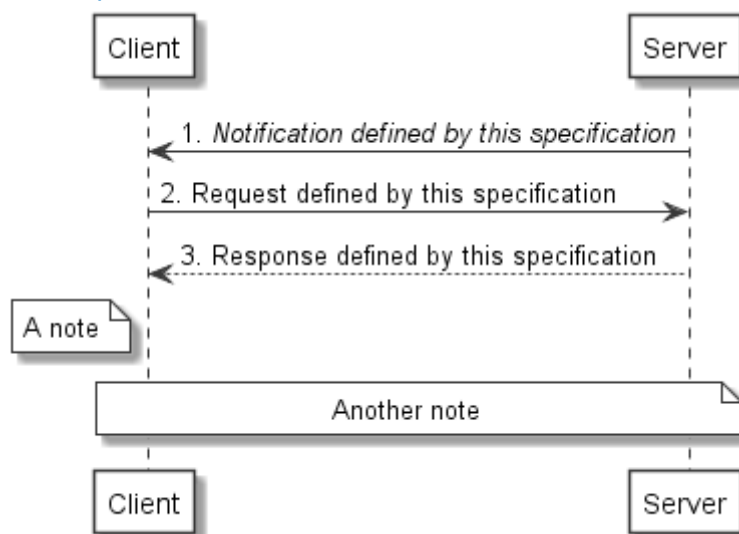 Client
Server
1. Notification defined by this specification
2. Request defined by this specification
3. Response defined by this specification
A note
Another note
Client
Server